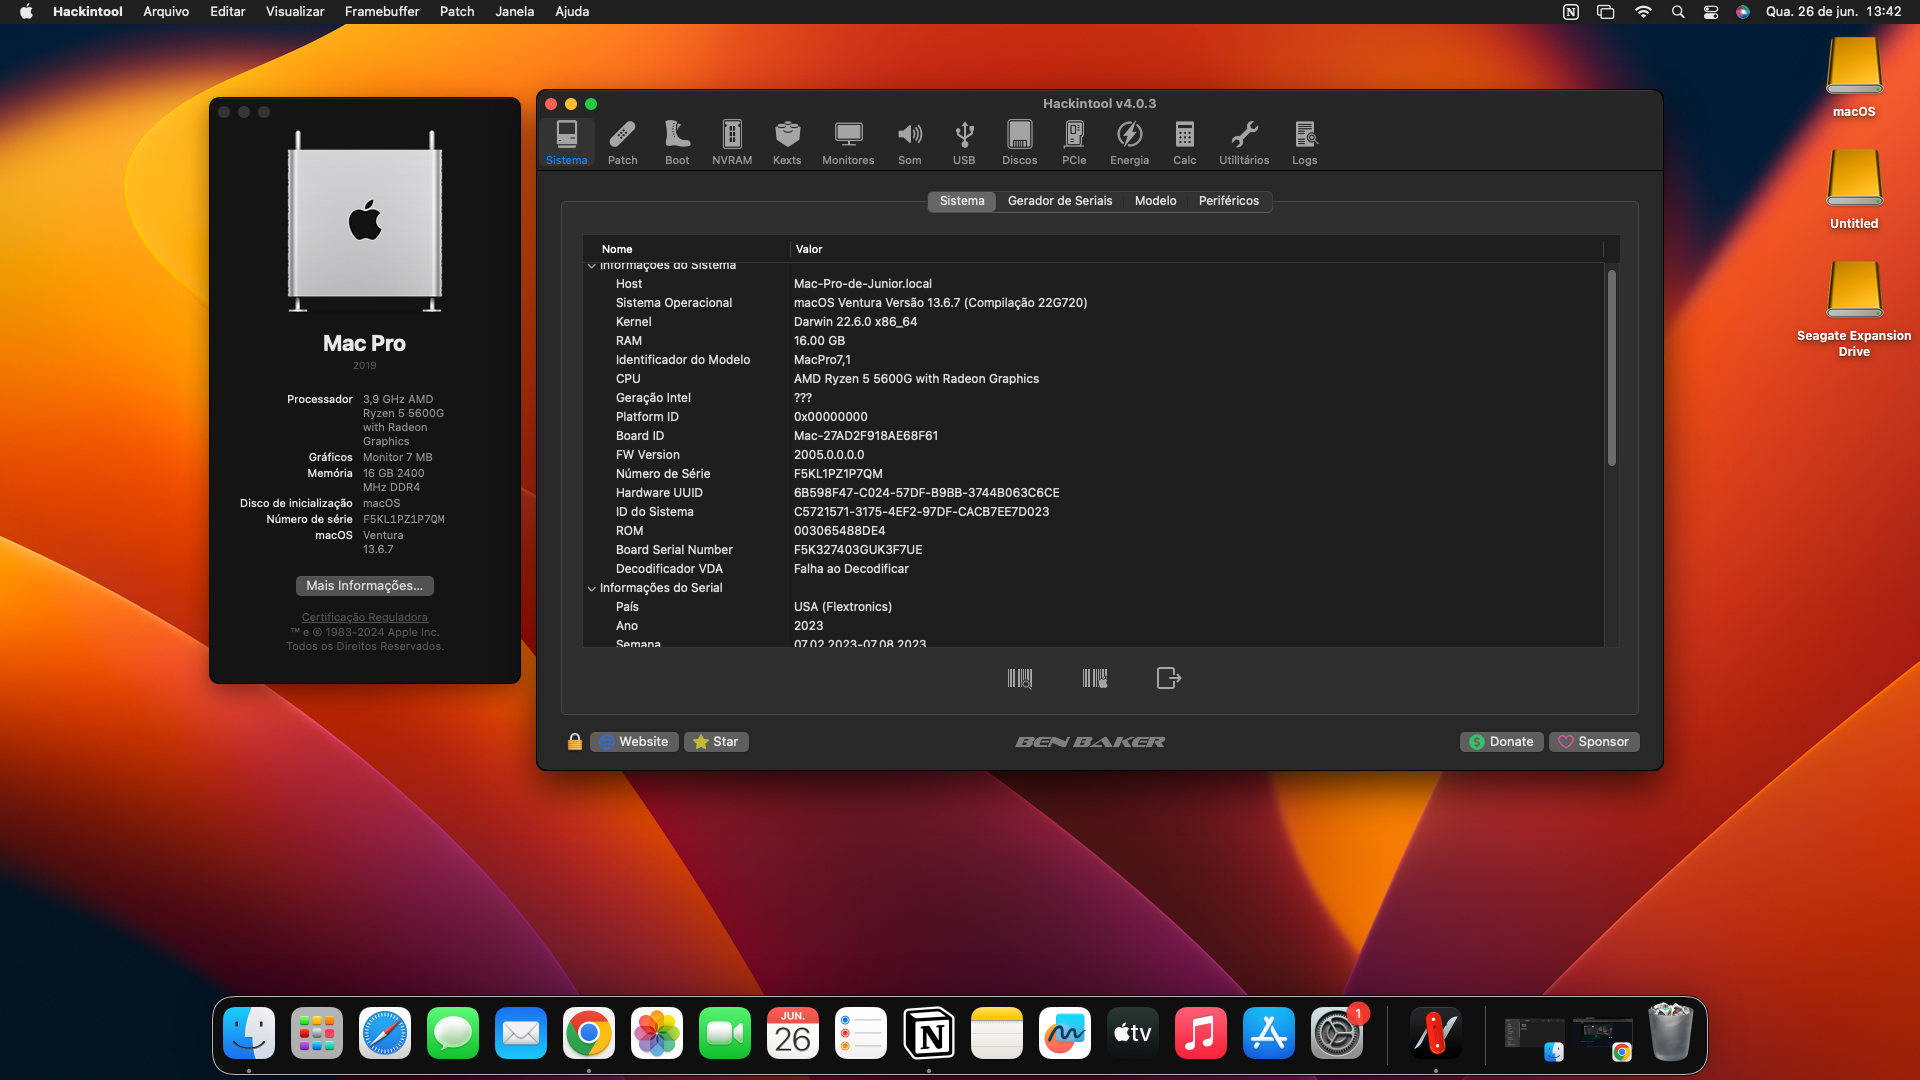 Hackintool Arquivo Editar Visualizar Framebuffer Patch Janela Ajuda
Qua. 26 de jun. 13:42
Mac Pro
2019
Processador 3,9 GHz AMD
Ryzen 5 5600G
with Radeon
Graphics
Gráficos Monitor 7 MB
Memória 16 GB 2400
MHz DDR4
Disco de inicialização macOS
Número de série F5KL1PZ1P7QM
macOS Ventura
13.6.7
Mais Informações...
Certificação Reguladora
™ e © 1983-2024 Apple Inc.
Todos os Direitos Reservados.
Hackintool v4.0.3
Sistema Patch Boot NVRAM Kexts Monitores Som USB Discos PCIe Energia Calc Utilitários Logs
Sistema Gerador de Seriais Modelo Periféricos
Nome Valor
Informações do Sistema
Host Mac-Pro-de-Junior.local
Sistema Operacional macOS Ventura Versão 13.6.7 (Compilação 22G720)
Kernel Darwin 22.6.0 x86_64
RAM 16.00 GB
Identificador do Modelo MacPro7,1
CPU AMD Ryzen 5 5600G with Radeon Graphics
Geração Intel ???
Platform ID 0x00000000
Board ID Mac-27AD2F918AE68F61
FW Version 2005.0.0.0.0
Número de Série F5KL1PZ1P7QM
Hardware UUID 6B598F47-C024-57DF-B9BB-3744B063C6CE
ID do Sistema C5721571-3175-4EF2-97DF-CACB7EE7D023
ROM 003065488DE4
Board Serial Number F5K327403GUK3F7UE
Decodificador VDA Falha ao Decodificar
Informações do Serial
País USA (Flextronics)
Ano 2023
Semana 07.02.2023-07.08.2023
Website Star BEN BAKER Donate Sponsor
macOS
Untitled
Seagate Expansion
Drive
JUN.
26
N
tv
1